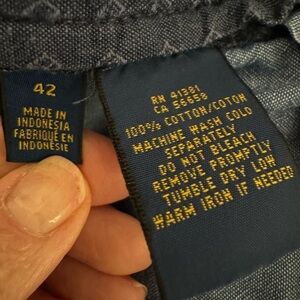 42
MADE IN
INDONESIA
FABRIQUÉ EN
INDONÉSIE
RN 41381
CA 56658
100% COTTON/COTON
MACHINE WASH COLD
SEPARATELY
DO NOT BLEACH
REMOVE PROMPTLY
TUMBLE DRY LOW
WARM IRON IF NEEDED